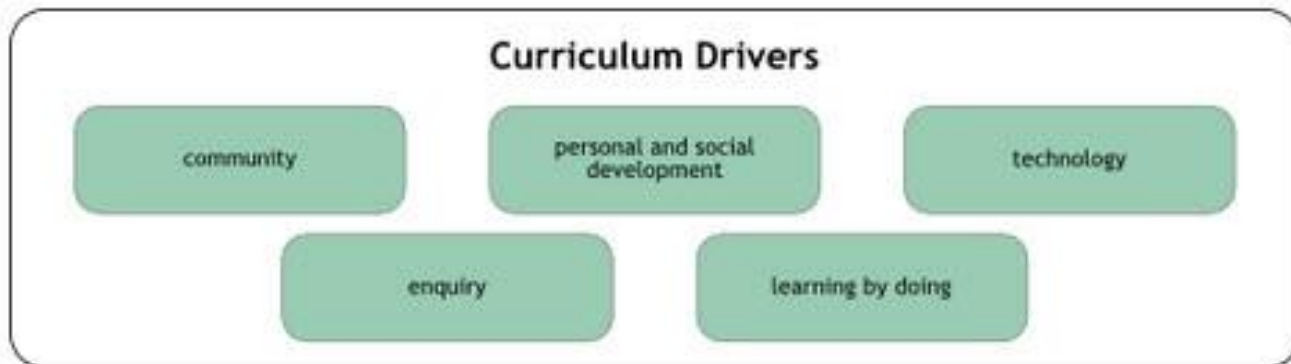 Curriculum Drivers
community
personal and social
development
technology
enquiry
learning by doing